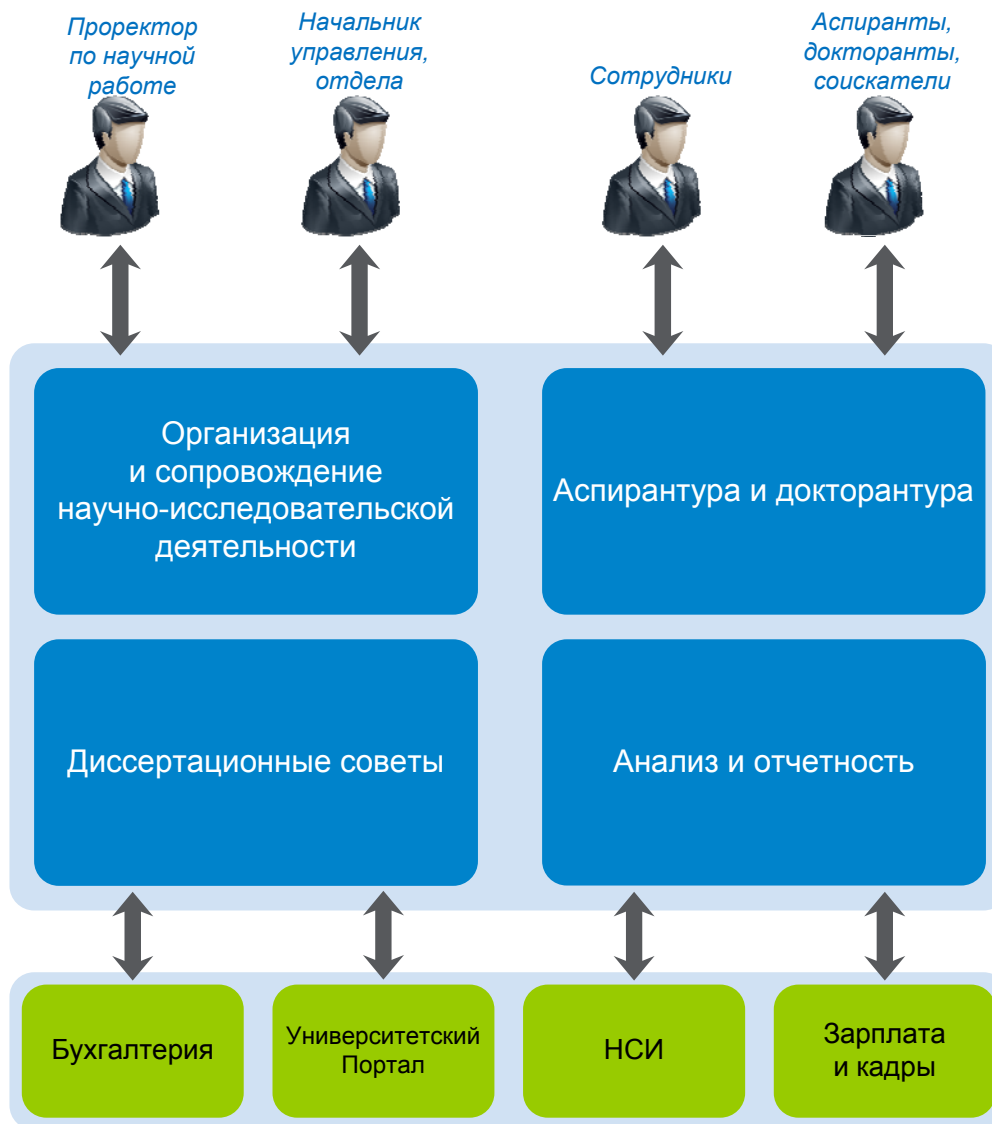 Проректор
по научной
работе
Начальник
управления,
отдела
Сотрудники
Аспиранты,
докторанты,
соискатели
Организация
и сопровождение
научно-исследовательской
деятельности
Аспирантура и докторантура
Диссертационные советы
Анализ и отчетность
Бухгалтерия
Университетский
Портал
НСИ
Зарплата
и кадры